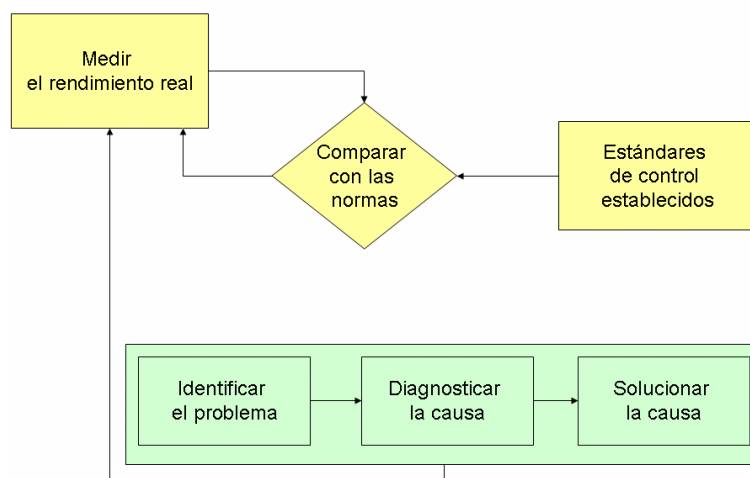 Medir
el rendimiento real
Comparar
con las
normas
Estándares
de control
establecidos
Identificar
el problema
Diagnosticar
la causa
Solucionar
la causa